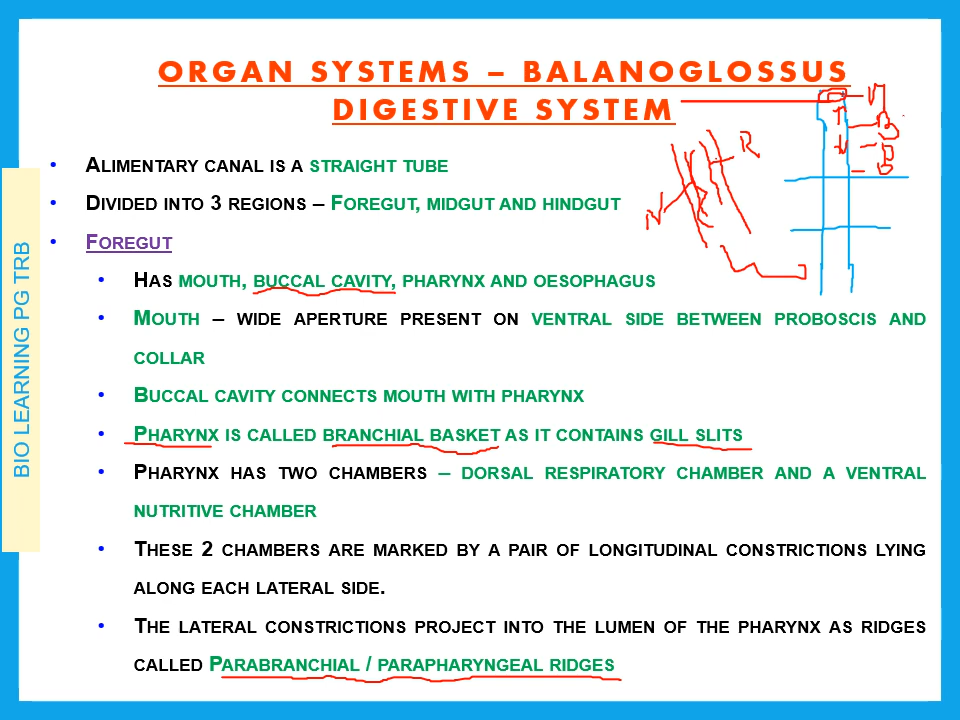 ORGAN SYSTEMS – BALANOGLOSSUS
DIGESTIVE SYSTEM
BIO LEARNING PG TRB
• ALIMENTARY CANAL IS A STRAIGHT TUBE
• DIVIDED INTO 3 REGIONS – FOREGUT, MIDGUT AND HINDGUT
• FOREGUT
• HAS MOUTH, BUCCAL CAVITY, PHARYNX AND OESOPHAGUS
• MOUTH – WIDE APERTURE PRESENT ON VENTRAL SIDE BETWEEN PROBOSCIS AND
COLLAR
• BUCCAL CAVITY CONNECTS MOUTH WITH PHARYNX
• PHARYNX IS CALLED BRANCHIAL BASKET AS IT CONTAINS GILL SLITS
• PHARYNX HAS TWO CHAMBERS – DORSAL RESPIRATORY CHAMBER AND A VENTRAL
NUTRITIVE CHAMBER
• THESE 2 CHAMBERS ARE MARKED BY A PAIR OF LONGITUDINAL CONSTRICTIONS LYING
ALONG EACH LATERAL SIDE.
• THE LATERAL CONSTRICTIONS PROJECT INTO THE LUMEN OF THE PHARYNX AS RIDGES
CALLED PARABRANCHIAL / PARAPHARYNGEAL RIDGES
R
N